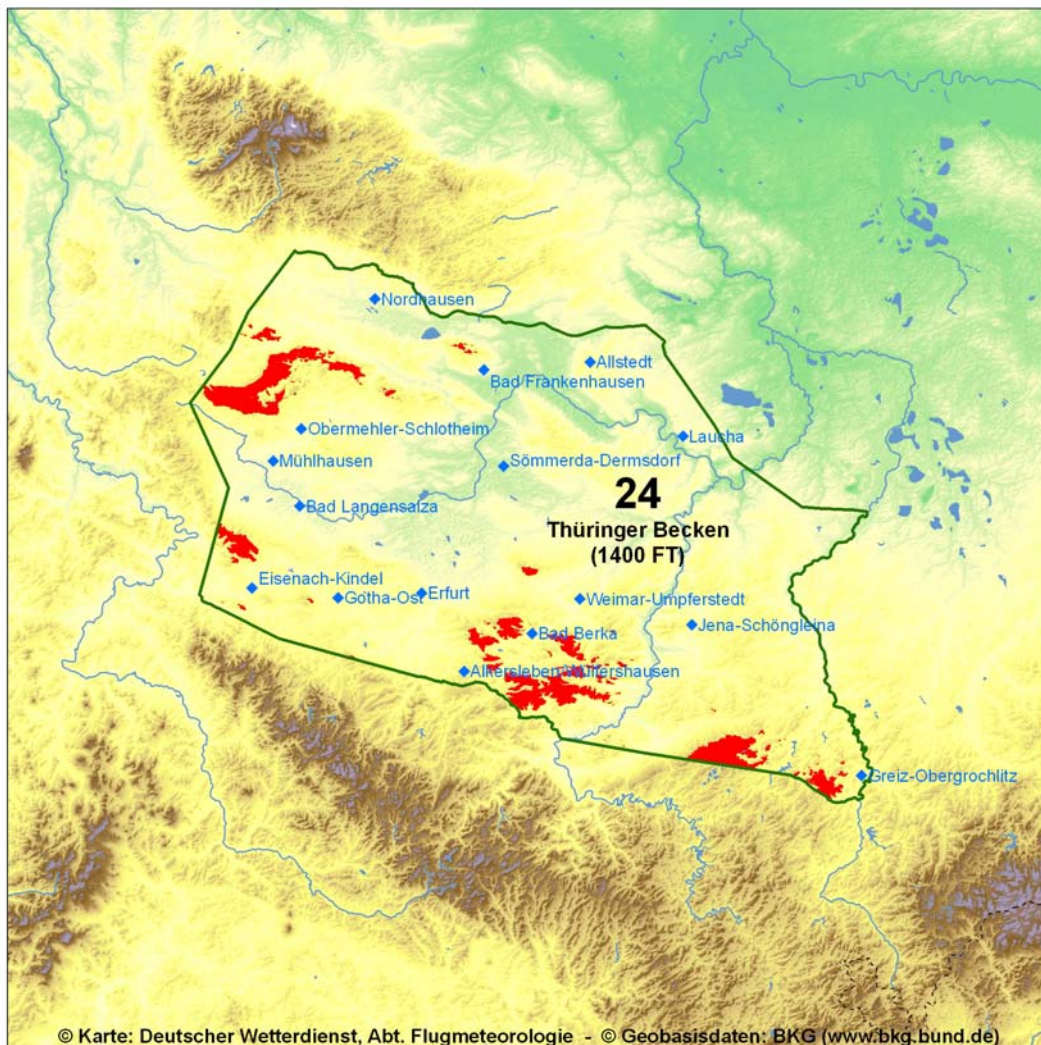 Nordhausen
Allstedt
Bad Frankenhausen
Obermehler-Schlotheim
Laucha
Mühlhausen
Sömmerda-Dermsdorf
24
Thüringer Becken
(1400 FT)
Bad Langensalza
Eisenach-Kindel
Gotha-Ost
Erfurt
Weimar-Umpferstedt
Jena-Schöngleina
Bad Berka
Alkersleben/Wülfershausen
Greiz-Obergrochlitz
© Karte: Deutscher Wetterdienst, Abt. Flugmeteorologie - © Geobasisdaten: BKG (www.bkg.bund.de)